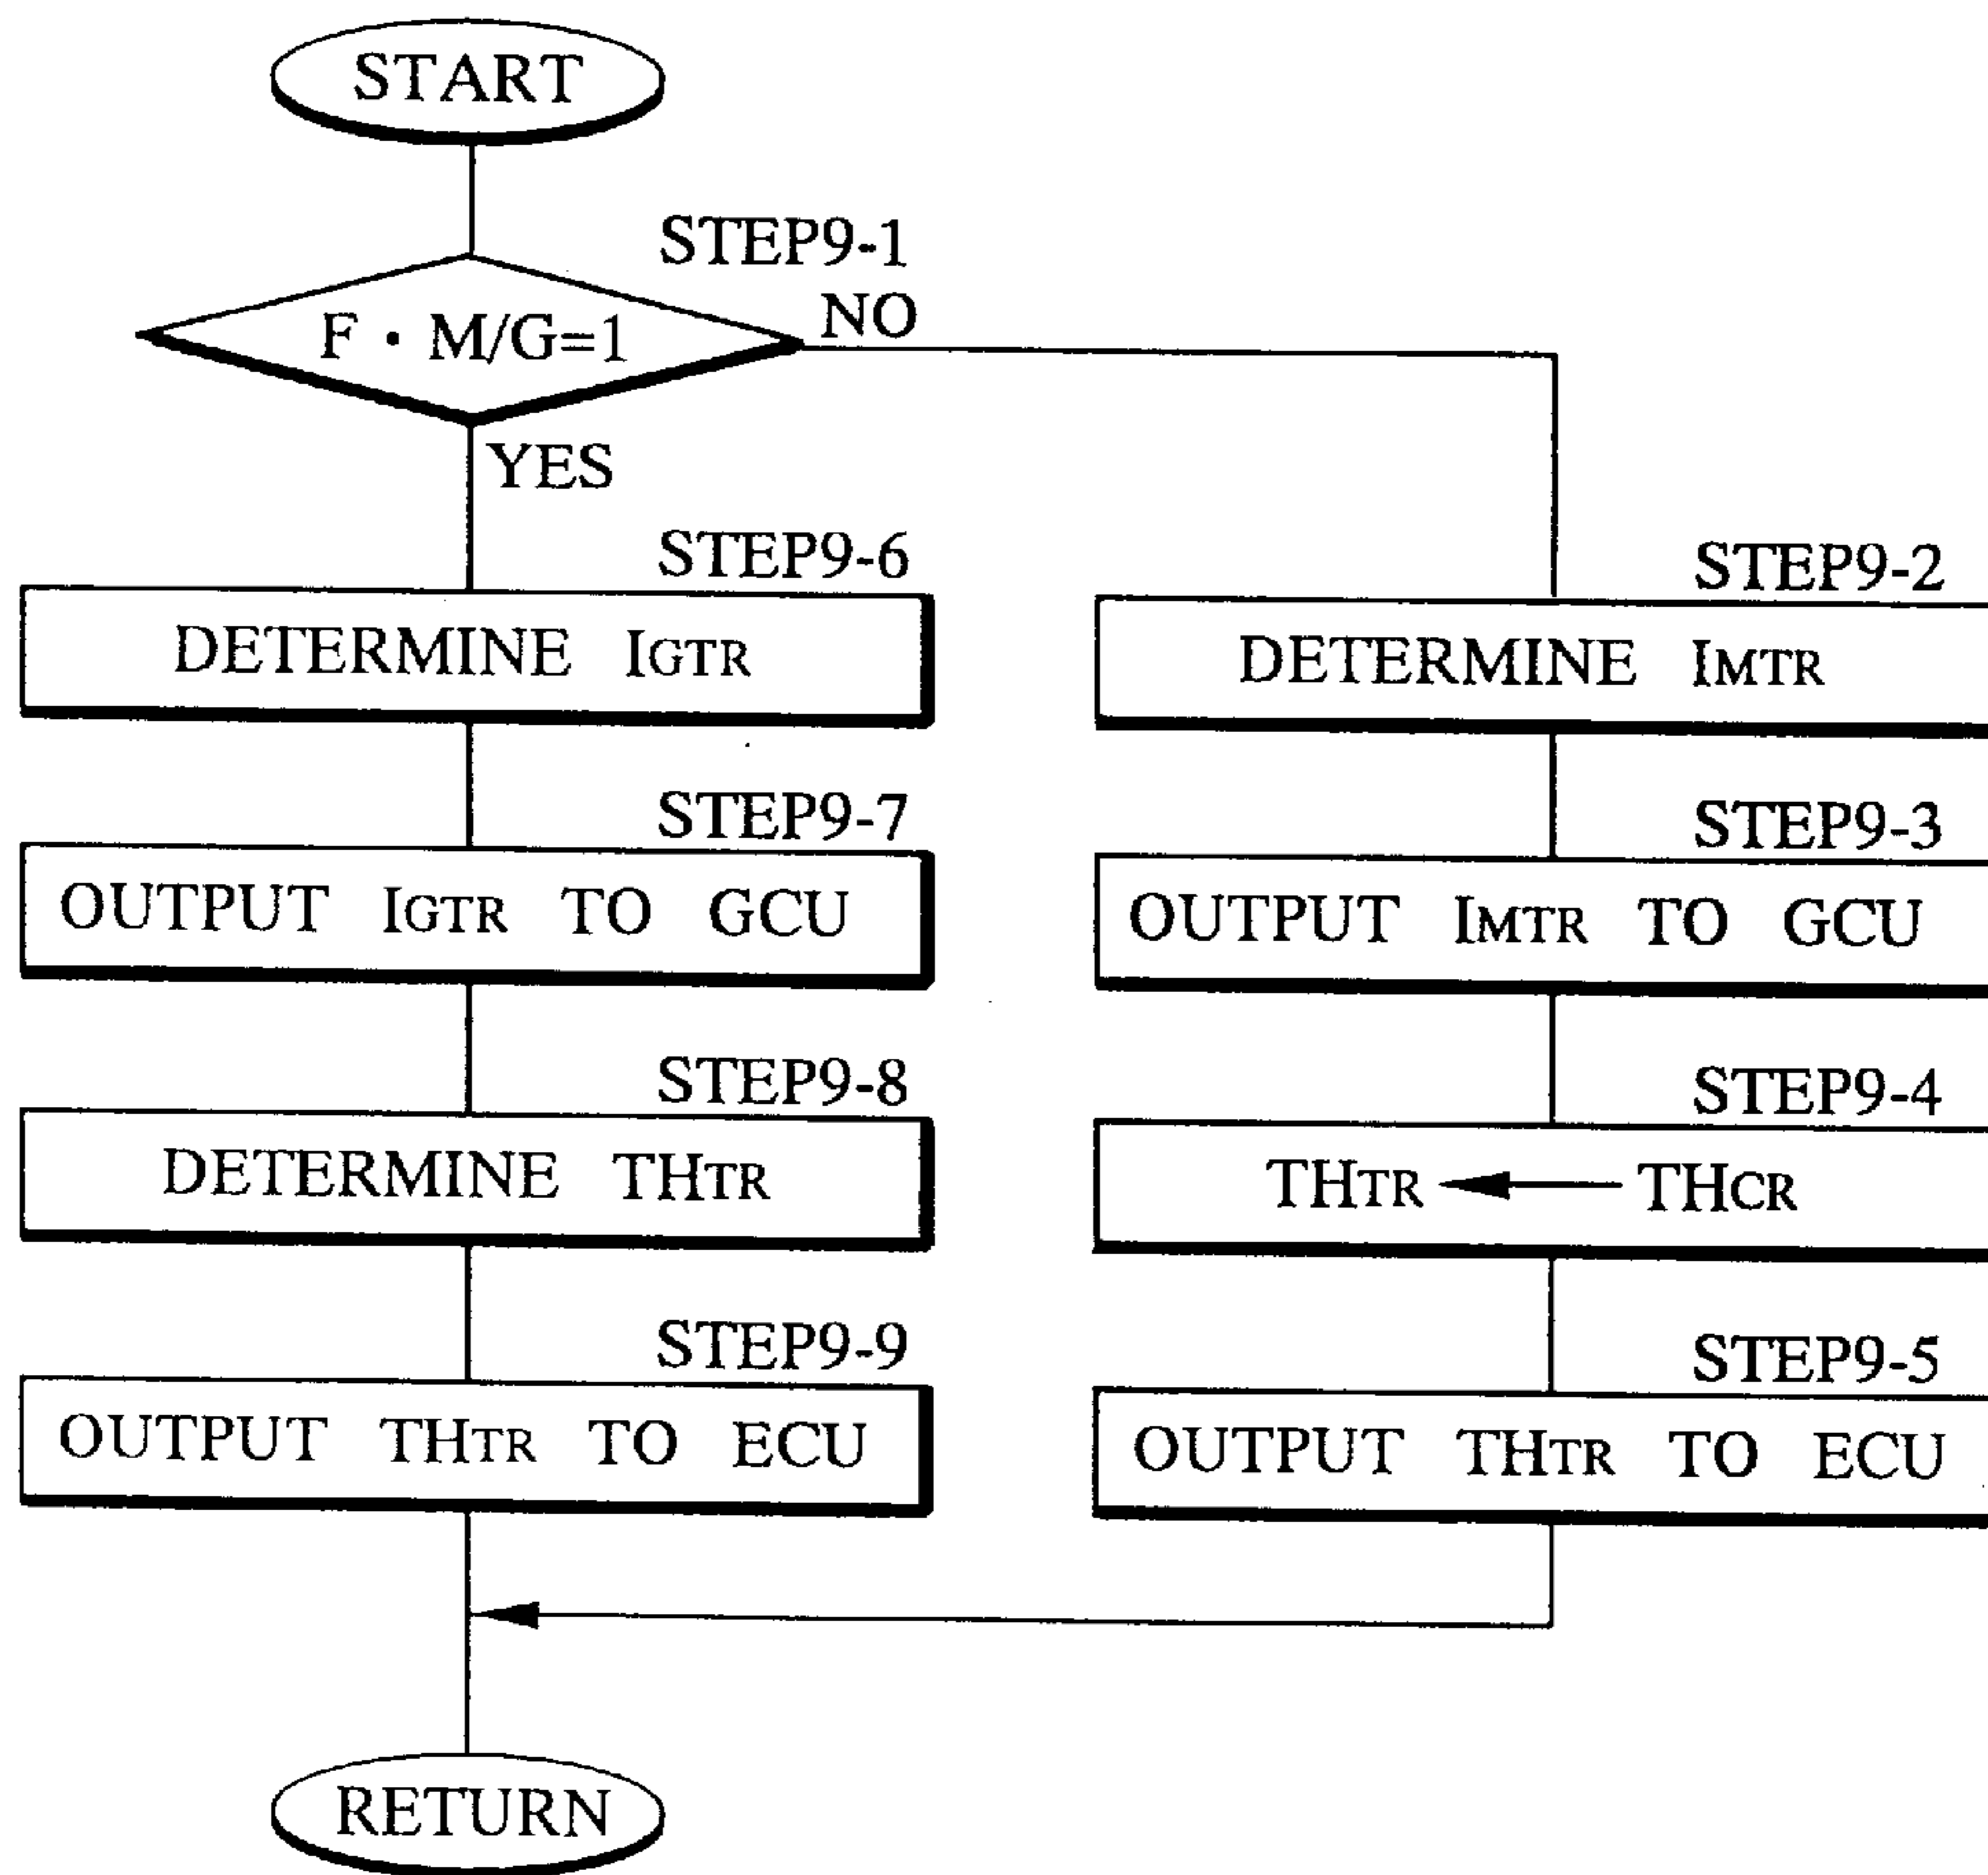 START
STEP9-1
F · M/G=1
NO
YES
STEP9-6
DETERMINE IGTR
STEP9-7
OUTPUT IGTR TO GCU
STEP9-8
DETERMINE THTR
STEP9-9
OUTPUT THTR TO ECU
STEP9-2
DETERMINE IMTR
STEP9-3
OUTPUT IMTR TO GCU
STEP9-4
THTR ← THCR
STEP9-5
OUTPUT THTR TO ECU
RETURN